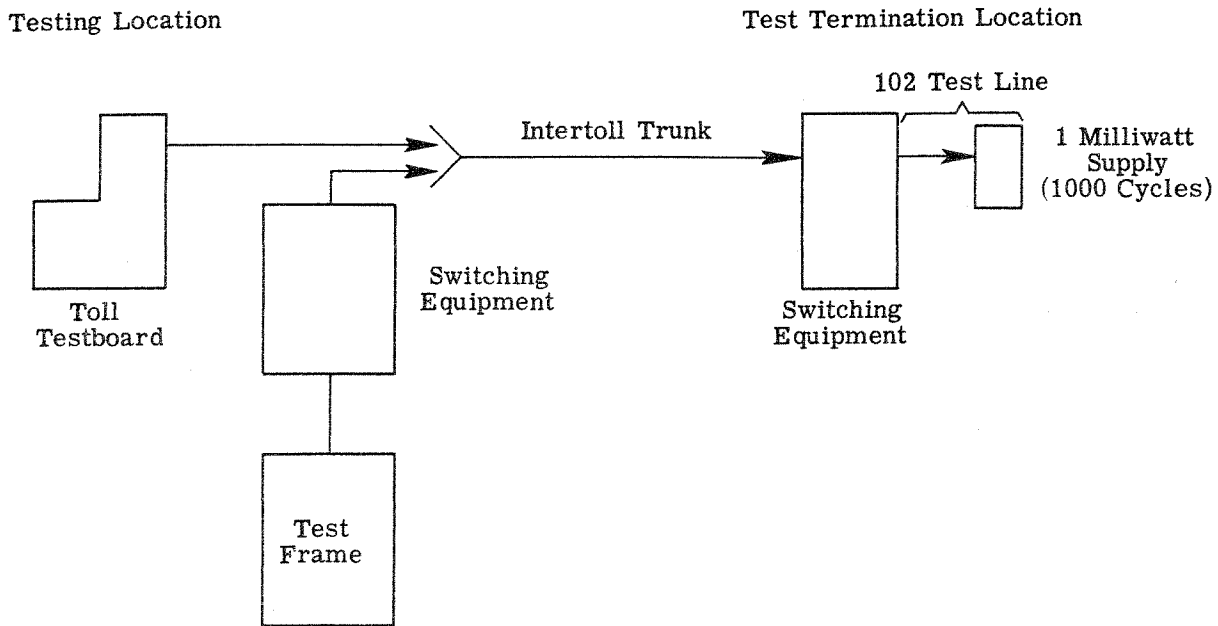 Testing Location
Test Termination Location
102 Test Line
Intertoll Trunk
1 Milliwatt
Supply
(1000 Cycles)
Switching
Equipment
Toll
Testboard
Switching
Equipment
Test
Frame